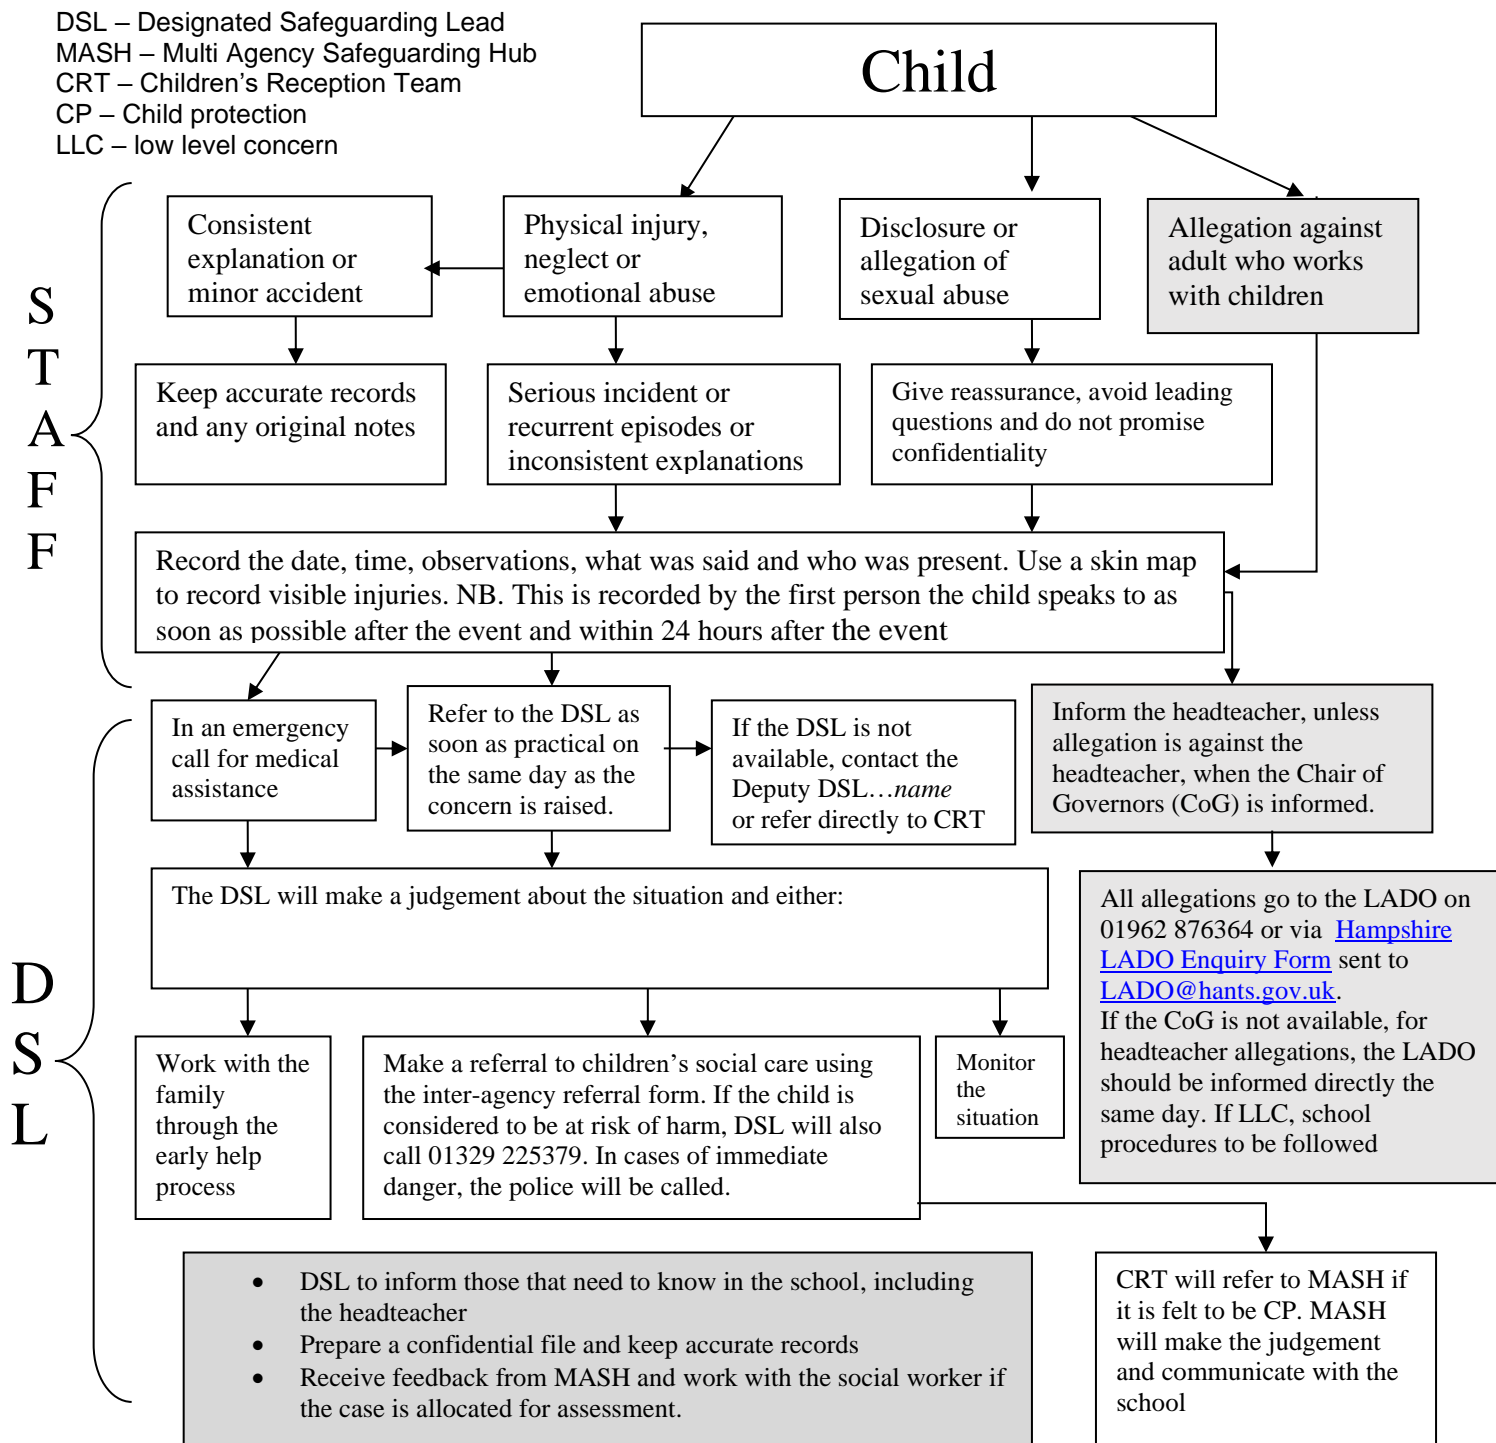 DSL – Designated Safeguarding Lead
MASH – Multi Agency Safeguarding Hub
CRT – Children's Reception Team
CP – Child protection
LLC – low level concern
Child
S
T
A
F
F
Consistent
explanation or
minor accident
Physical injury,
neglect or
emotional abuse
Disclosure or
allegation of
sexual abuse
Allegation against
adult who works
with children
Keep accurate records
and any original notes
Serious incident or
recurrent episodes or
inconsistent explanations
Give reassurance, avoid leading
questions and do not promise
confidentiality
Record the date, time, observations, what was said and who was present. Use a skin map
to record visible injuries. NB. This is recorded by the first person the child speaks to as
soon as possible after the event and within 24 hours after the event
D
S
L
In an emergency
call for medical
assistance
Refer to the DSL as
soon as practical on
the same day as the
concern is raised.
If the DSL is not
available, contact the
Deputy DSL…name
or refer directly to CRT
Inform the headteacher, unless
allegation is against the
headteacher, when the Chair of
Governors (CoG) is informed.
The DSL will make a judgement about the situation and either:
All allegations go to the LADO on
01962 876364 or via Hampshire
LADO Enquiry Form sent to
LADO@hants.gov.uk.
If the CoG is not available, for
headteacher allegations, the LADO
should be informed directly the
same day. If LLC, school
procedures to be followed
Work with the
family
through the
early help
process
Make a referral to children's social care using
the inter-agency referral form. If the child is
considered to be at risk of harm, DSL will also
call 01329 225379. In cases of immediate
danger, the police will be called.
Monitor
the
situation
• DSL to inform those that need to know in the school, including
the headteacher
• Prepare a confidential file and keep accurate records
• Receive feedback from MASH and work with the social worker if
the case is allocated for assessment.
CRT will refer to MASH if
it is felt to be CP. MASH
will make the judgement
and communicate with the
school